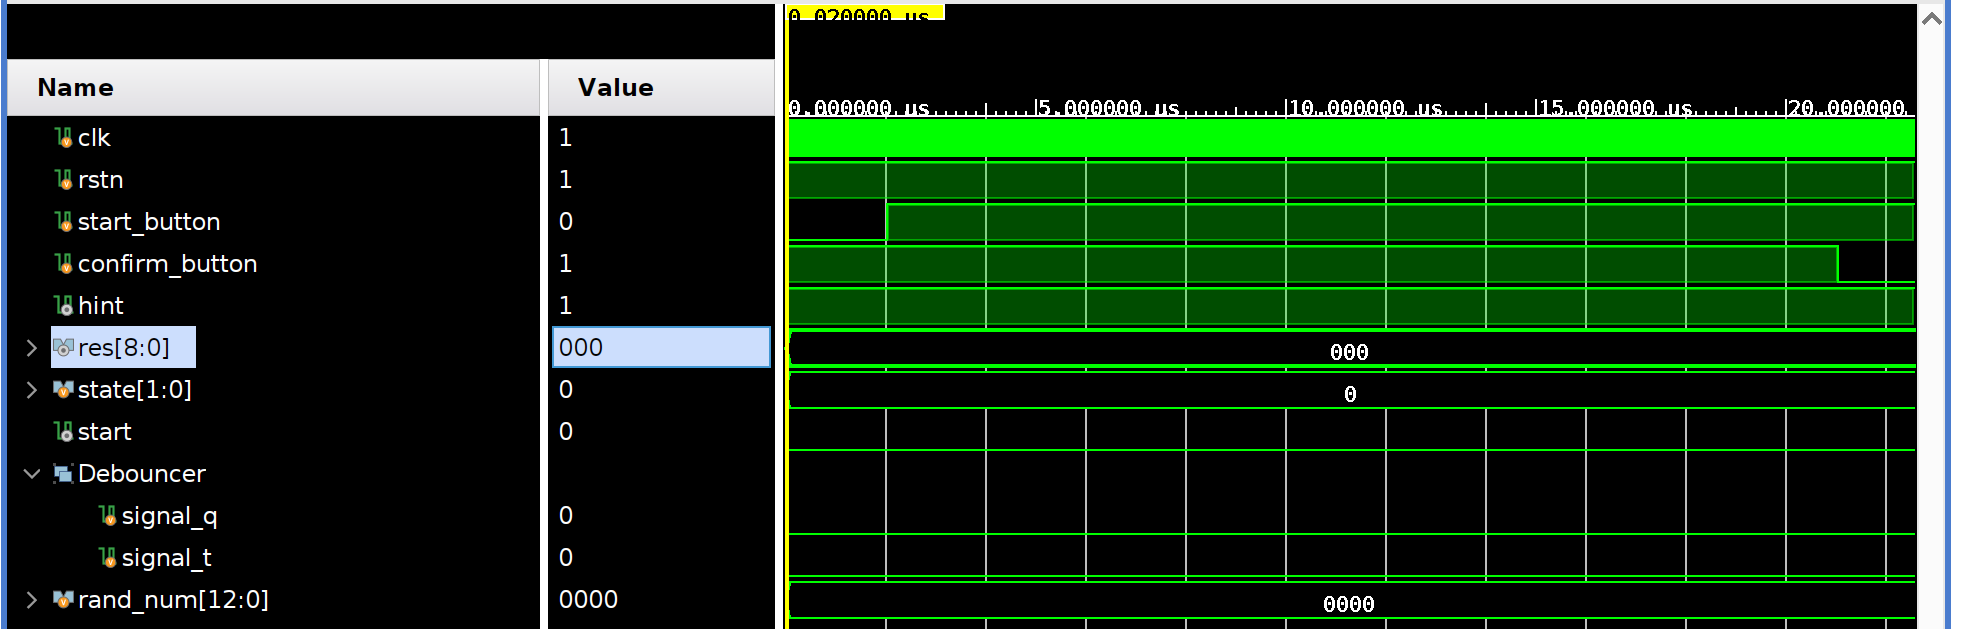 0.020000 us
Name Value
0.000000 us 5.000000 us 10.000000 us 15.000000 us 20.000000
clk 1
rstn 1
start_button 0
confirm_button 1
hint 1
res[8:0] 000 000
state[1:0] 0 0
start 0
Debouncer
signal_q 0
signal_t 0
rand_num[12:0] 0000 0000